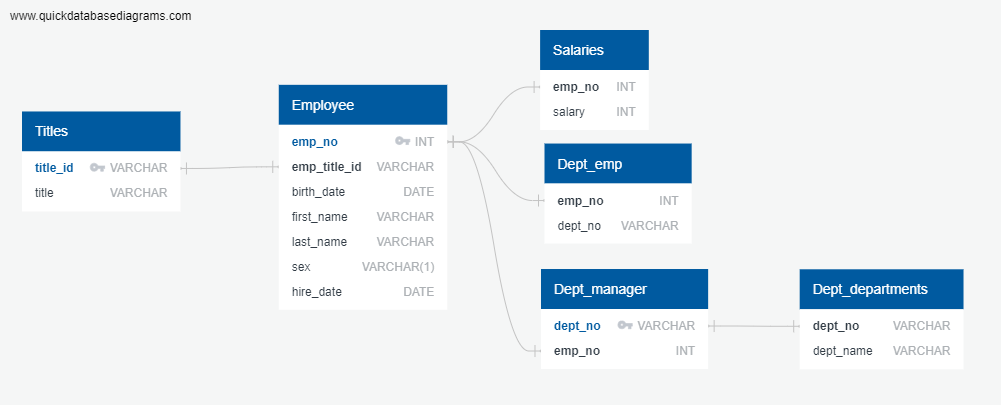 www.quickdatabasediagrams.com
Titles
title_id VARCHAR
title VARCHAR
Employee
emp_no INT
emp_title_id VARCHAR
birth_date DATE
first_name VARCHAR
last_name VARCHAR
sex VARCHAR(1)
hire_date DATE
Salaries
emp_no INT
salary INT
Dept_emp
emp_no INT
dept_no VARCHAR
Dept_manager
dept_no VARCHAR
emp_no INT
Dept_departments
dept_no VARCHAR
dept_name VARCHAR